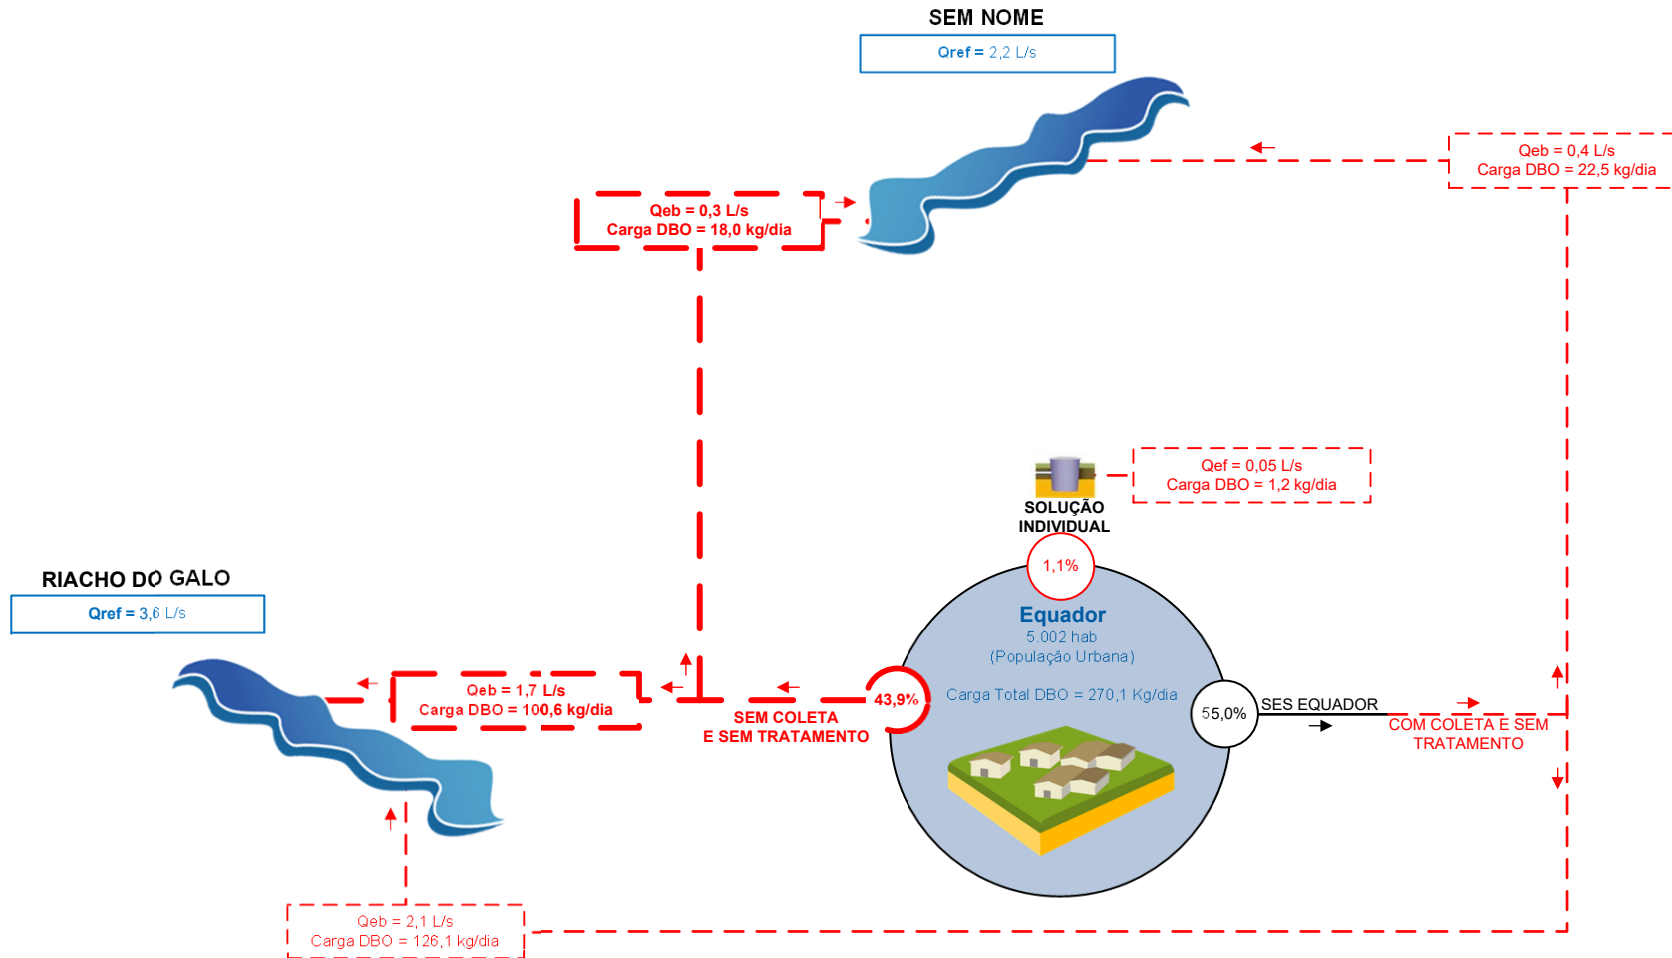 SEM NOME
Qref = 2,2 L/s
Qeb = 0,4 L/s
Carga DBO = 22,5 kg/dia
Qeb = 0,3 L/s
Carga DBO = 18,0 kg/dia
Qef = 0,05 L/s
Carga DBO = 1,2 kg/dia
SOLUÇÃO
INDIVIDUAL
1,1%
RIACHO DO GALO
Qref = 3,6 L/s
Equador
5.002 hab
(População Urbana)
Carga Total DBO = 270,1 Kg/dia
Qeb = 1,7 L/s
Carga DBO = 100,6 kg/dia
43,9%
SEM COLETA
E SEM TRATAMENTO
55,0%
SES EQUADOR
COM COLETA E SEM
TRATAMENTO
Qeb = 2,1 L/s
Carga DBO = 126,1 kg/dia